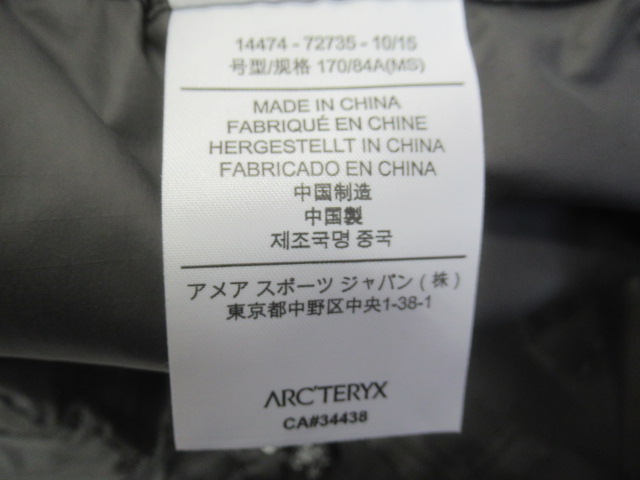 14474 - 72735 - 10/15
号型/规格 170/84A(MS)
MADE IN CHINA
FABRIQUÉ EN CHINE
HERGESTELLT IN CHINA
FABRICADO EN CHINA
中国制造
中国製
제조국명 중국
アメア スポーツ ジャパン ( 株 )
東京都中野区中央1-38-1
ARC'TERYX
CA#34438